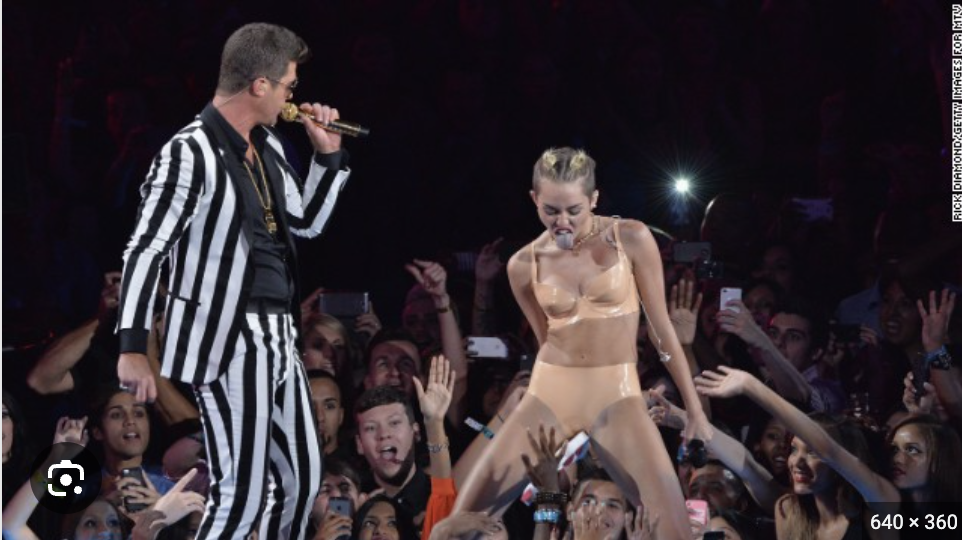 RICK DIAMOND/GETTY IMAGES FOR MTV
640 × 360